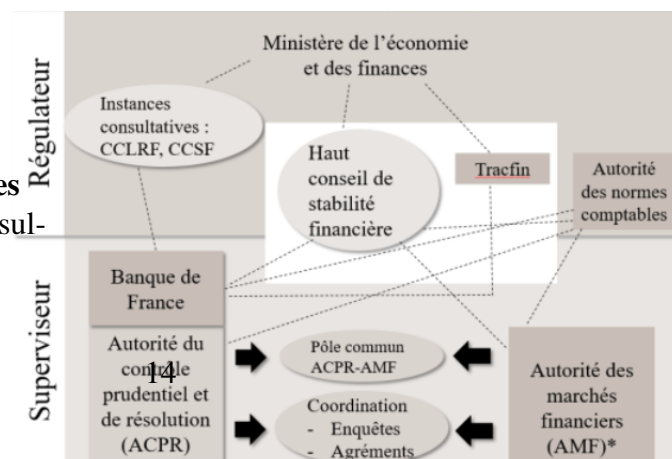 Ministère de l’économie
et des finances
Régulateur
Instances
consultatives :
CCLRF, CCSF
Haut
conseil de
stabilité
financière
Tracfin
Autorité
des normes
comptables
es
sul-
Superviseur
Banque de
France
Autorité du
contrôle
prudentiel et
de résolution
(ACPR)
14
Pôle commun
ACPR-AMF
Coordination
- Enquêtes
- Agréments
Autorité des
marchés
financiers
(AMF)*